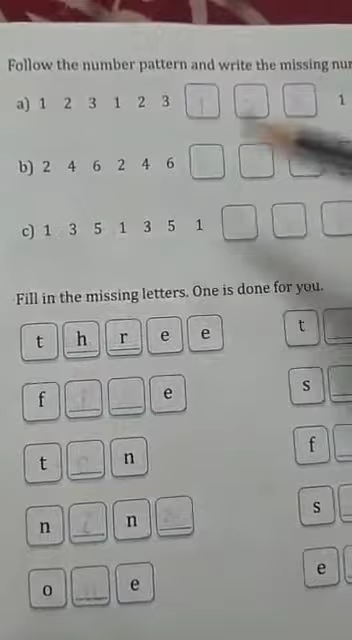 Follow the number pattern and write the missing
a) 1 2 3 1 2 3 1
b) 2 4 6 2 4 6
c) 1 3 5 1 3 5 1
Fill in the missing letters. One is done for you.
t h r e e t
f e s
t n f
n n s
o e e